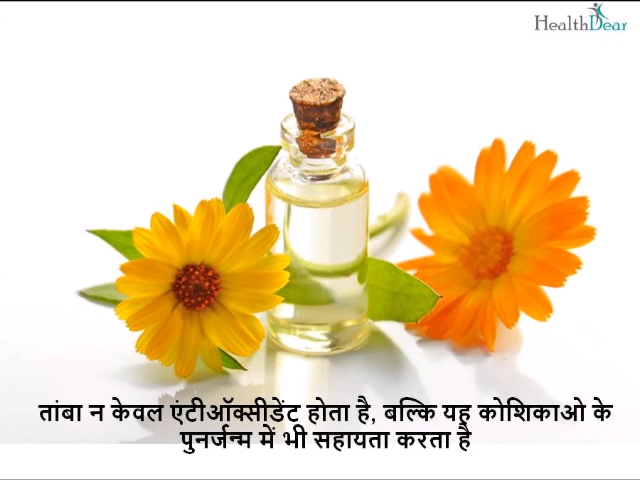 HealthDear
तांबा न केवल एंटीऑक्सीडेंट होता है, बल्कि यह कोशिकाओ के
पुनर्जन्म में भी सहायता करता है